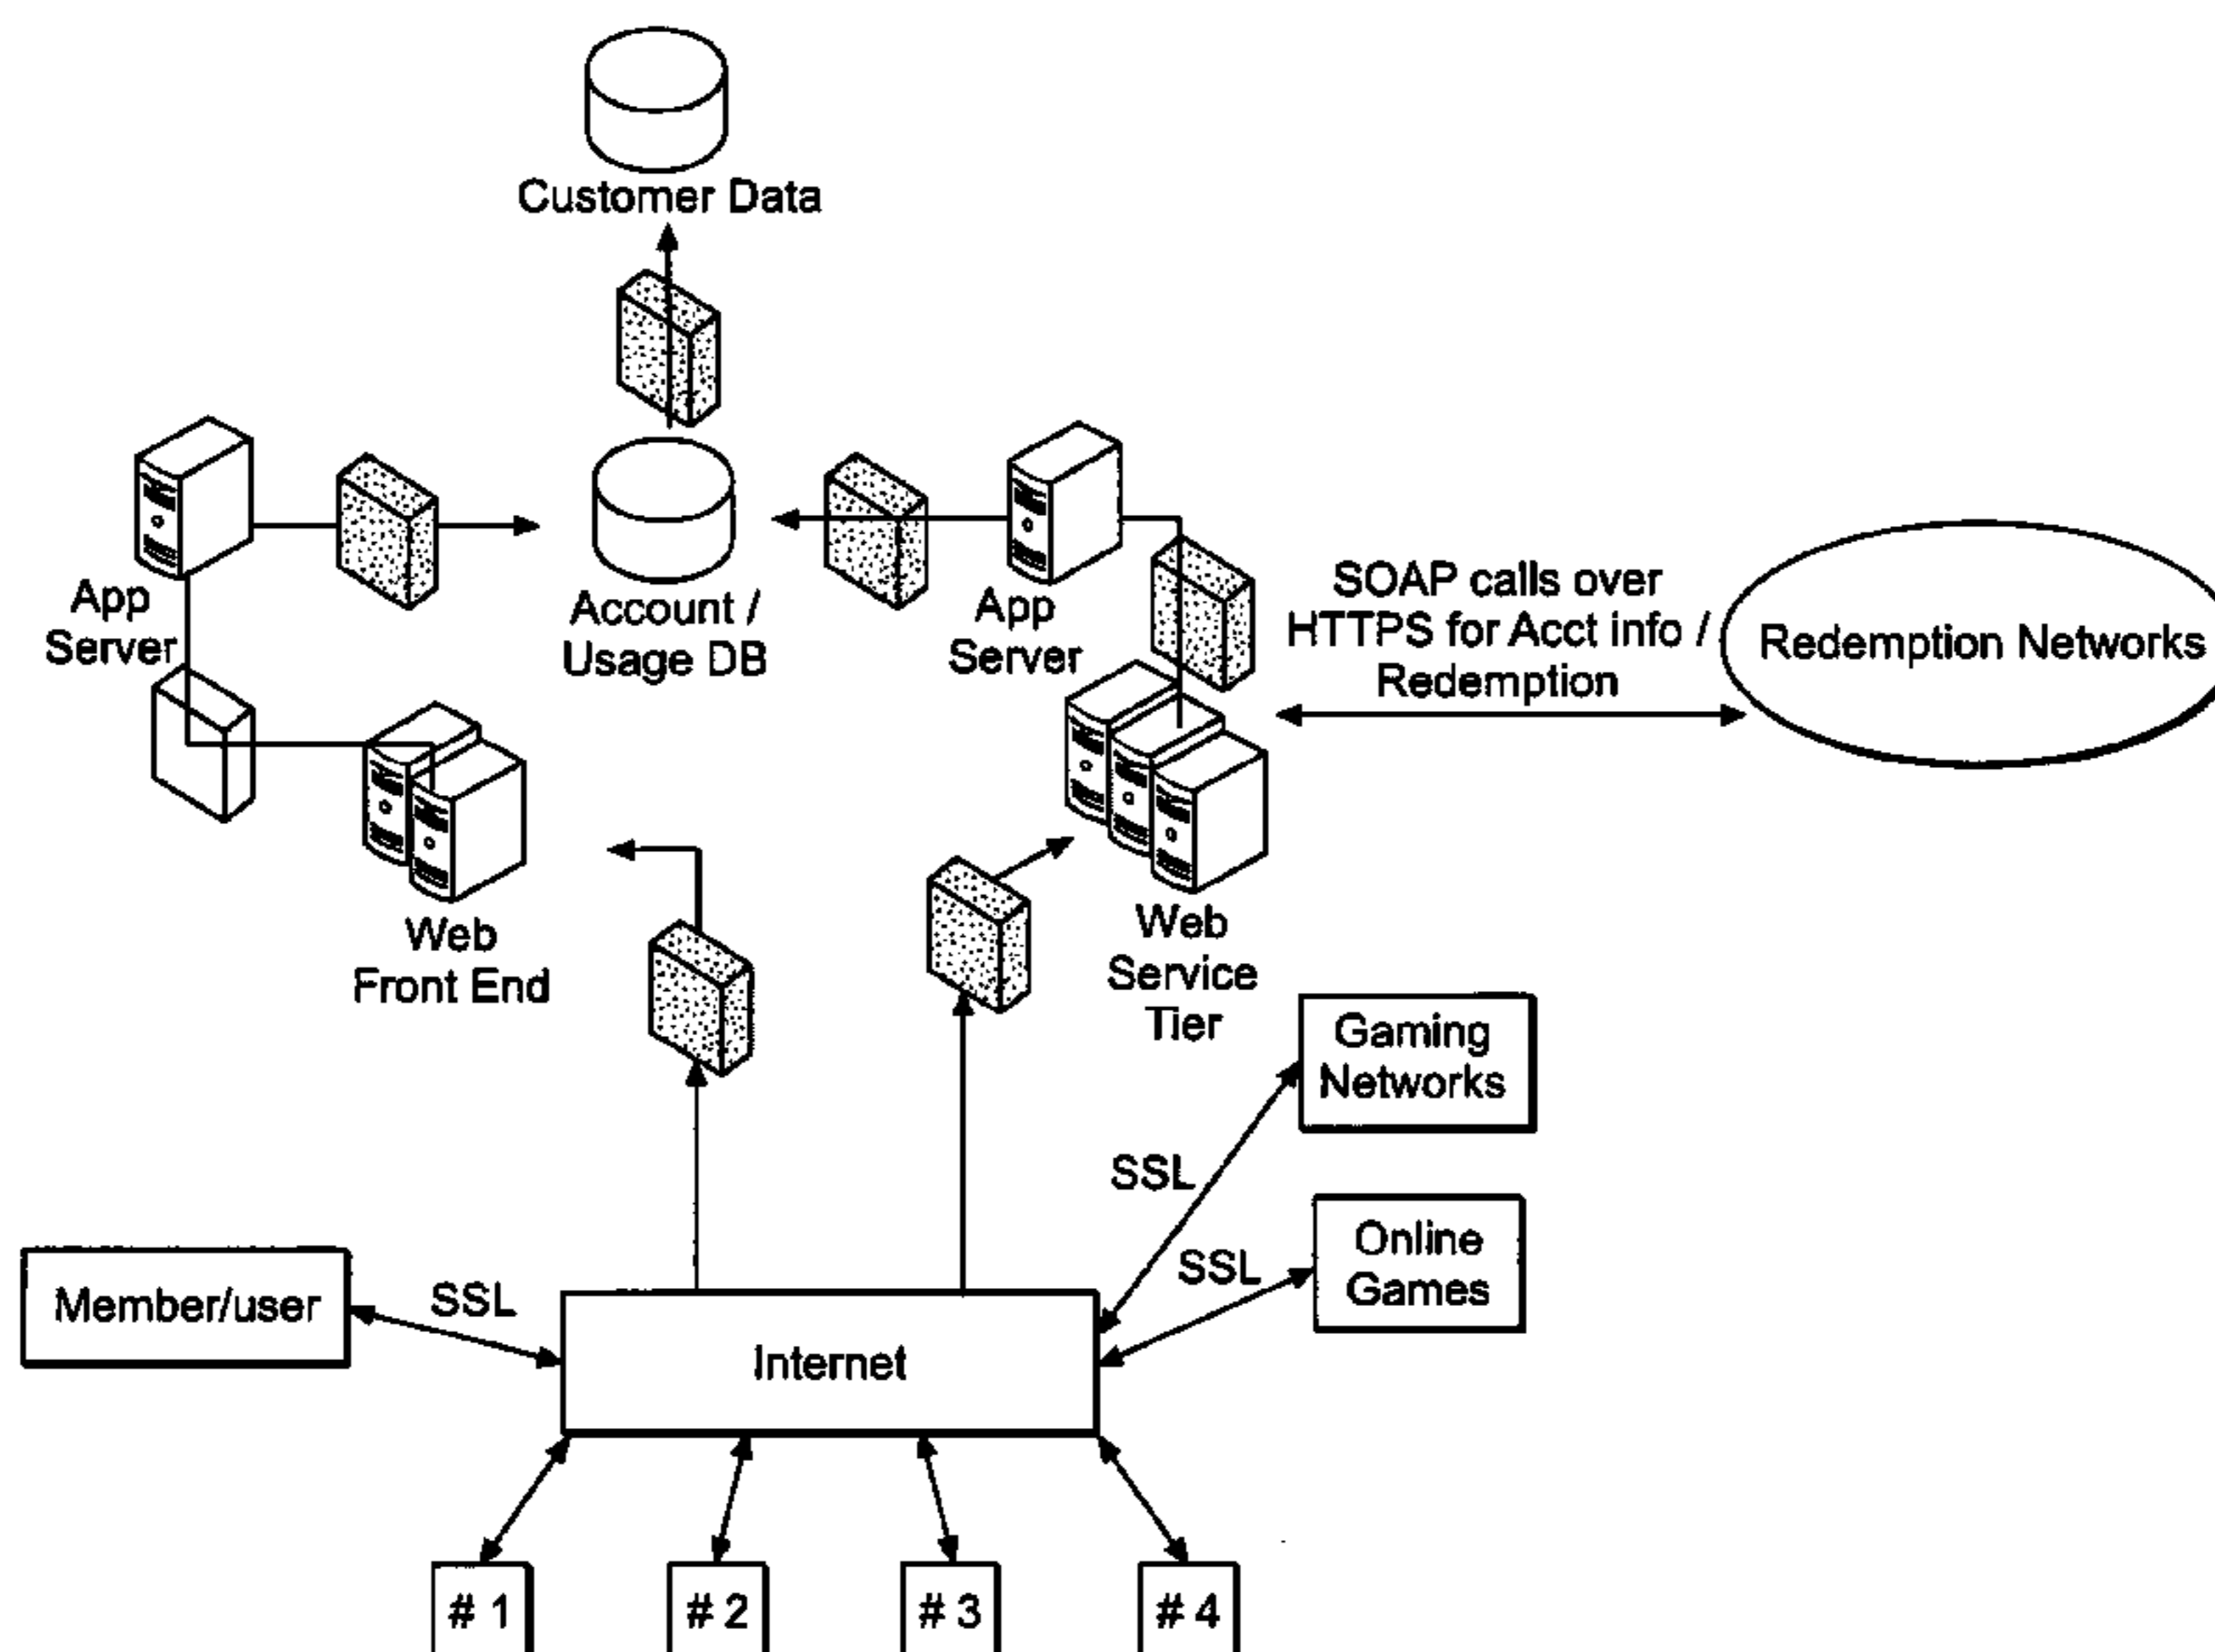 Customer Data
App
Server
Account /
Usage DB
App
Server
SOAP calls over
HTTPS for Acct info /
Redemption
Redemption Networks
Web
Front End
Web
Service
Tier
Gaming
Networks
SSL
Online
Games
SSL
Member/user
SSL
Internet
# 1
# 2
# 3
# 4